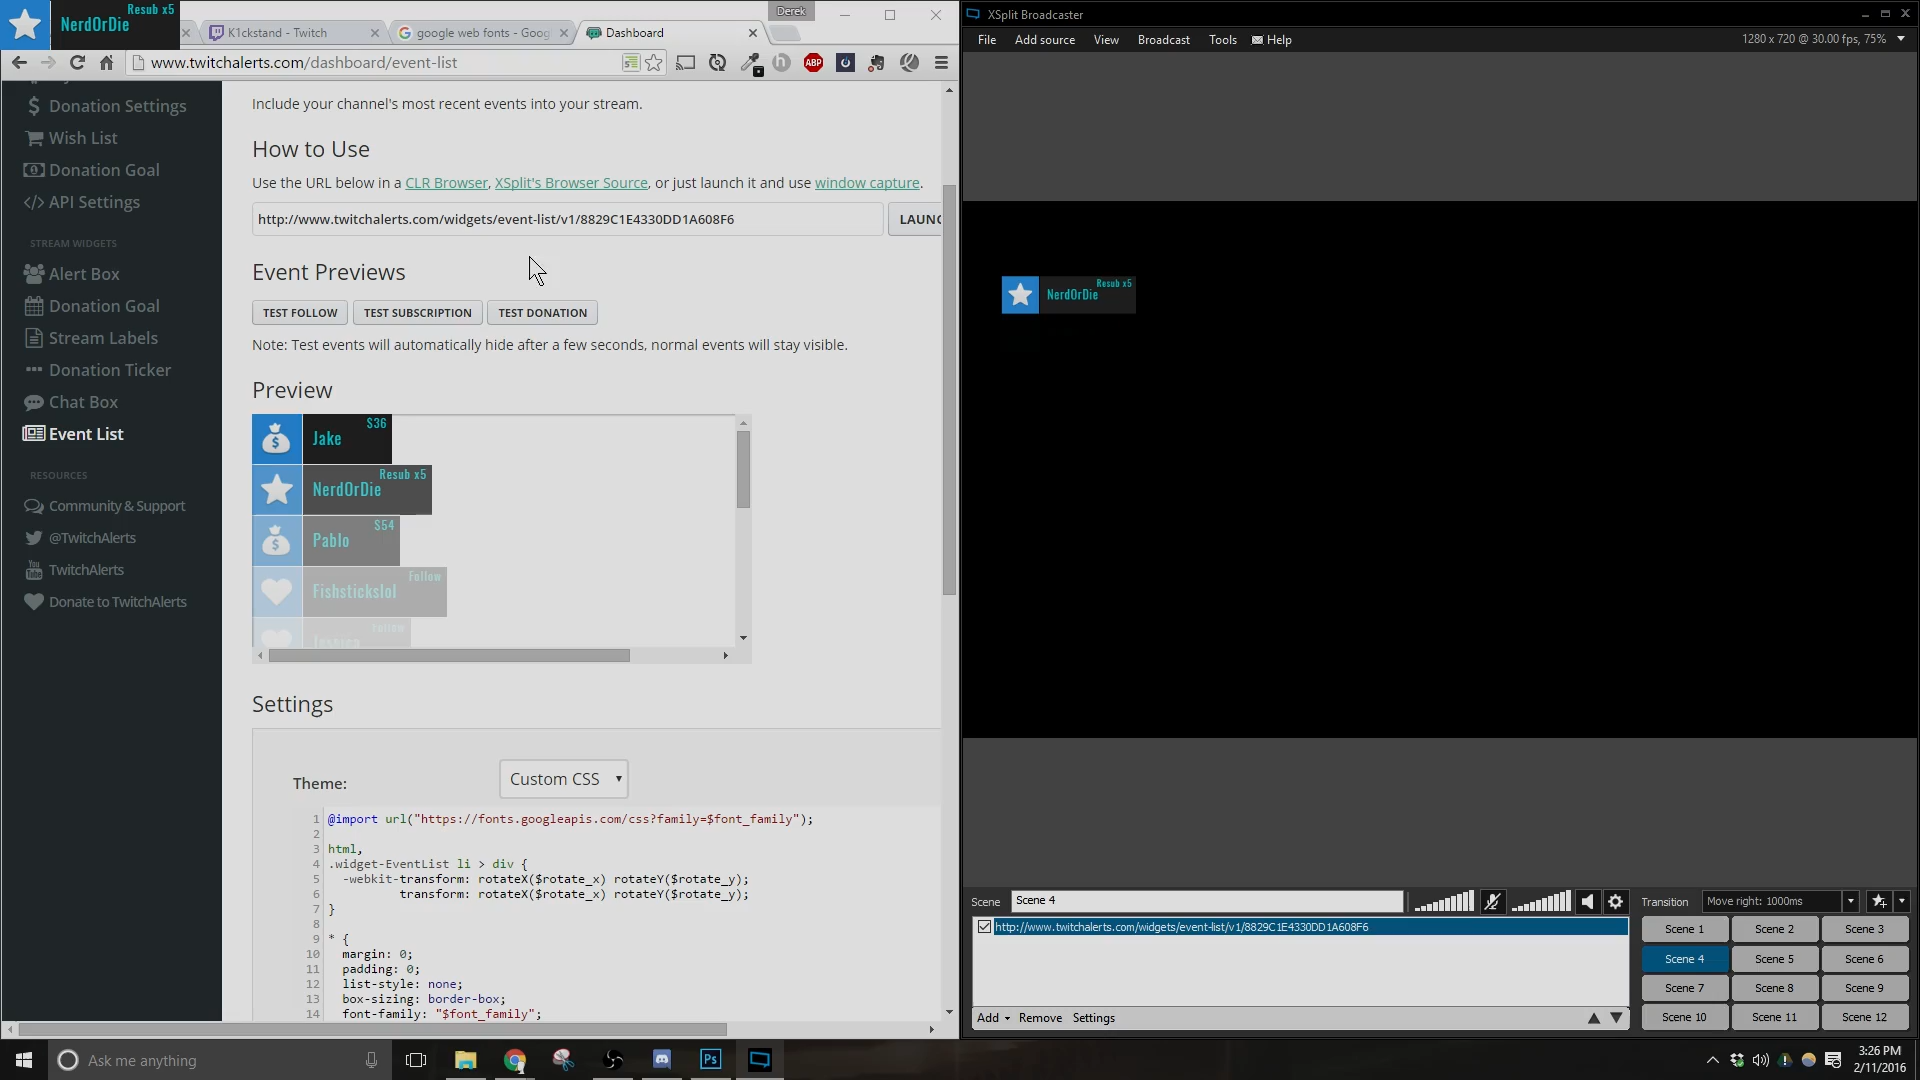 NerdOrDie
Resub x5
K1ckstand - Twitch
google web fonts - Goog
Dashboard
Derek
www.twitchalerts.com/dashboard/event-list
ABP
Donation Settings
Wish List
Donation Goal
</> API Settings
STREAM WIDGETS
Alert Box
Donation Goal
Stream Labels
Donation Ticker
Chat Box
Event List
RESOURCES
Community & Support
@TwitchAlerts
TwitchAlerts
Donate to TwitchAlerts
Include your channel's most recent events into your stream.
How to Use
Use the URL below in a CLR Browser, XSplit's Browser Source, or just launch it and use window capture.
http://www.twitchalerts.com/widgets/event-list/v1/8829C1E4330DD1A608F6
LAUNC
Event Previews
TEST FOLLOW
TEST SUBSCRIPTION
TEST DONATION
Note: Test events will automatically hide after a few seconds, normal events will stay visible.
Preview
Jake
$36
NerdOrDie
Resub x5
Pablo
$54
Fishstickslol
Follow
Jessica
Follow
Settings
Theme:
Custom CSS
1 @import url("https://fonts.googleapis.com/css?family=$font_family");
2
3 html,
4 .widget-EventList li > div {
5 -webkit-transform: rotateX($rotate_x) rotateY($rotate_y);
6 transform: rotateX($rotate_x) rotateY($rotate_y);
7 }
8
9 * {
10 margin: 0;
11 padding: 0;
12 list-style: none;
13 box-sizing: border-box;
14 font-family: "$font_family";
XSplit Broadcaster
File
Add source
View
Broadcast
Tools
Help
1280 x 720 @ 30.00 fps, 75%
NerdOrDie
Resub x5
Scene
Scene 4
http://www.twitchalerts.com/widgets/event-list/v1/8829C1E4330DD1A608F6
Add
Remove
Settings
Transition
Move right: 1000ms
Scene 1
Scene 2
Scene 3
Scene 4
Scene 5
Scene 6
Scene 7
Scene 8
Scene 9
Scene 10
Scene 11
Scene 12
Ask me anything
Ps
3:26 PM
2/11/2016